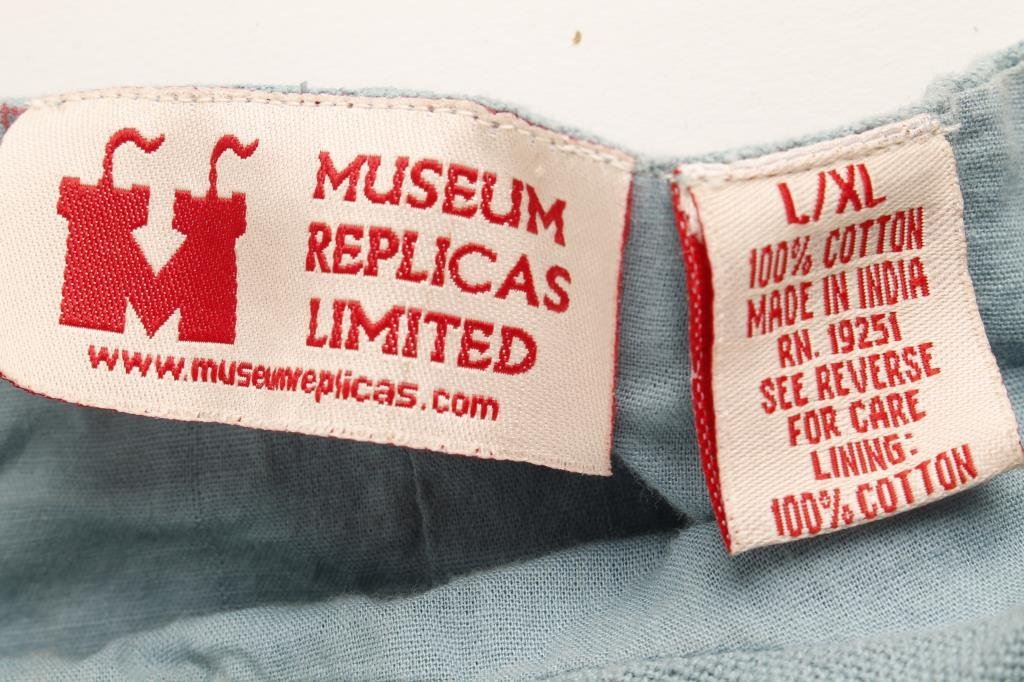 MUSEUM
REPLICAS
LIMITED
www.museumreplicas.com
L/XL
100% COTTON
MADE IN INDIA
RN. 19251
SEE REVERSE
FOR CARE
LINING:
100% COTTON